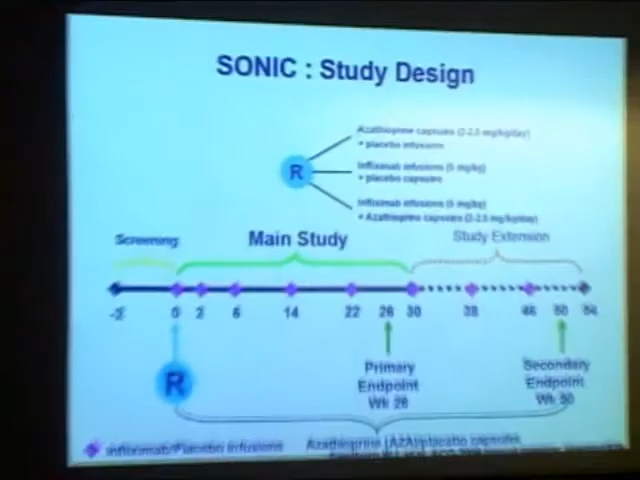 SONIC : Study Design
Azathioprine capsules (2-2.5 mg/kg/day)
+ placebo infusions
R
Infliximab infusions (5 mg/kg)
+ placebo capsules
Infliximab infusions (5 mg/kg)
+ Azathioprine capsules (2-2.5 mg/kg/day)
Screening
Main Study
Study Extension
-2 0 2 6 14 22 26 30 38 46 50 54
R
Primary
Endpoint
Wk 26
Secondary
Endpoint
Wk 50
Infliximab/Placebo Infusions
Azathioprine (AZA)/placebo capsules